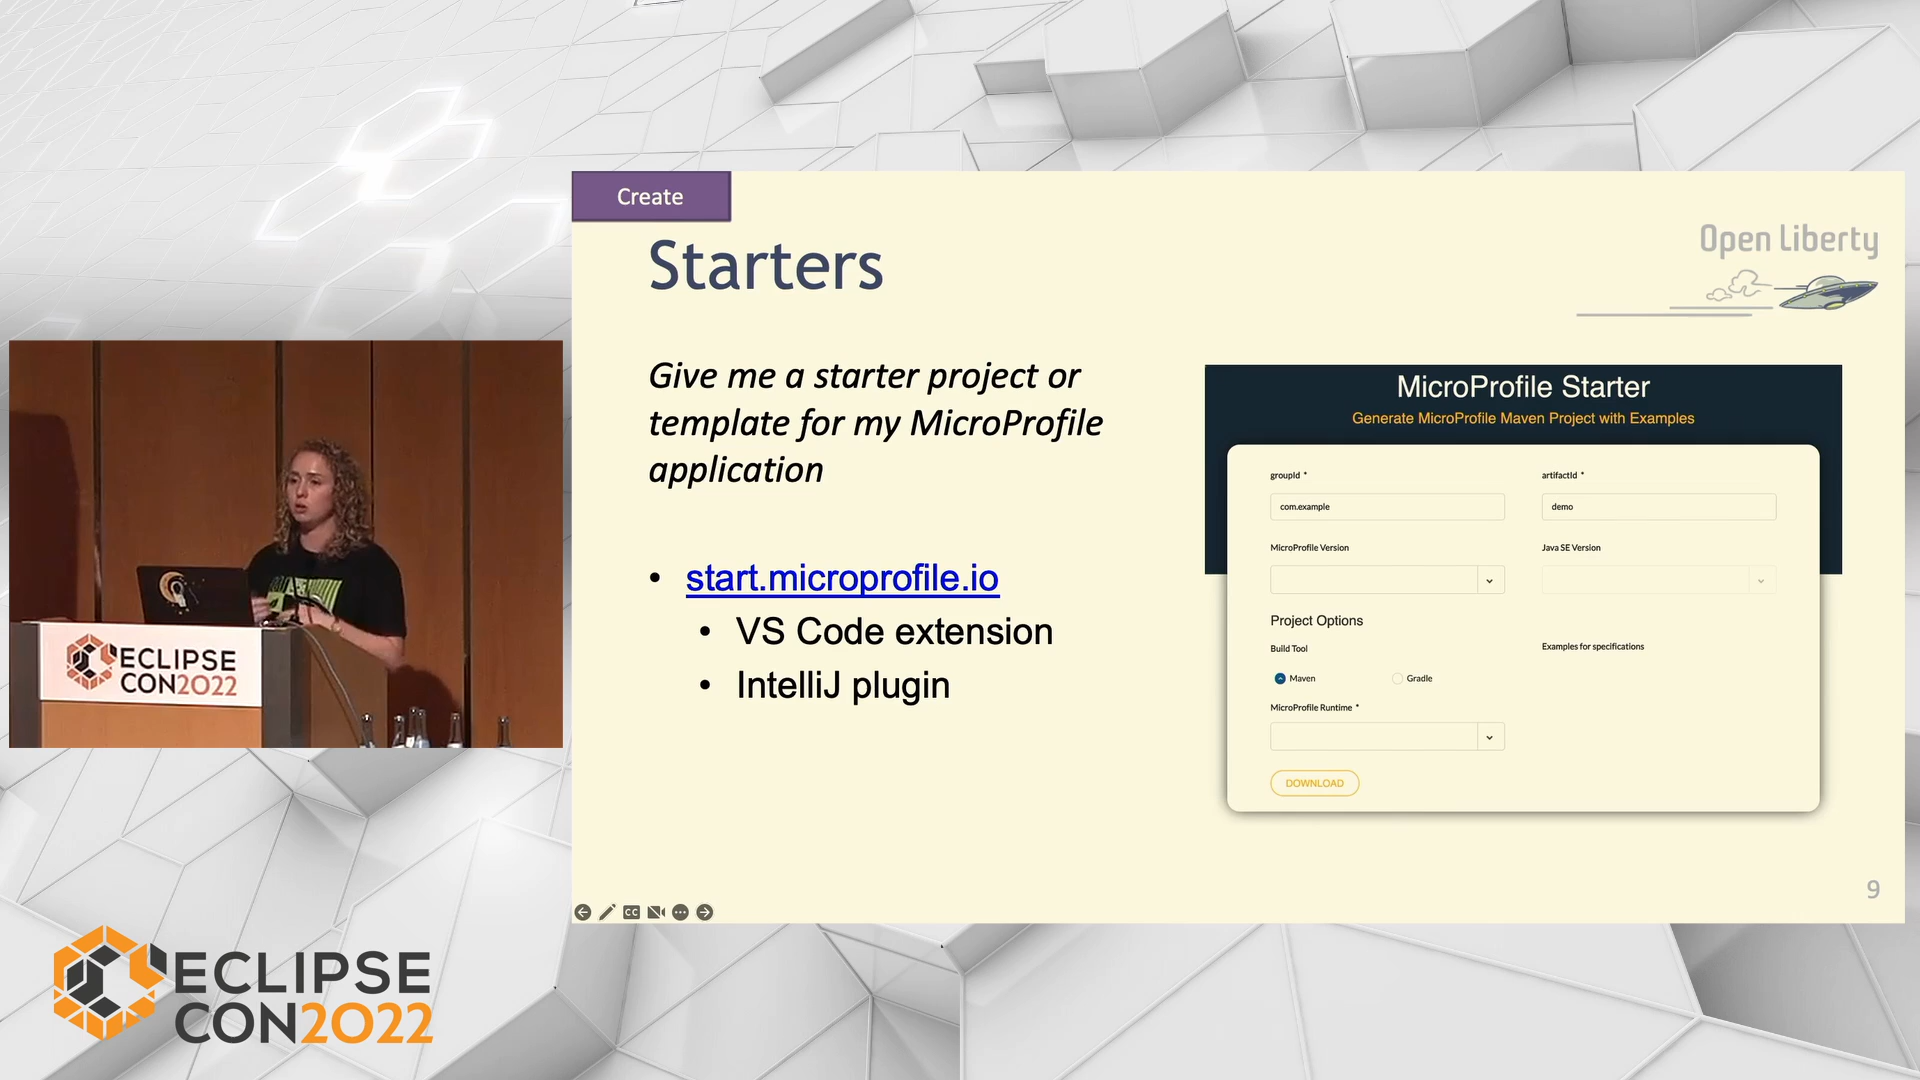 Create
Starters
Open Liberty
Give me a starter project or
template for my MicroProfile
application
• start.microprofile.io
• VS Code extension
• IntelliJ plugin
MicroProfile Starter
Generate MicroProfile Maven Project with Examples
groupId *
artifactId *
com.example
demo
MicroProfile Version
Java SE Version
Project Options
Build Tool
Examples for specifications
Maven
Gradle
MicroProfile Runtime *
DOWNLOAD
9
CC
ECLIPSE
CON2022
ECLIPSE
CON2022